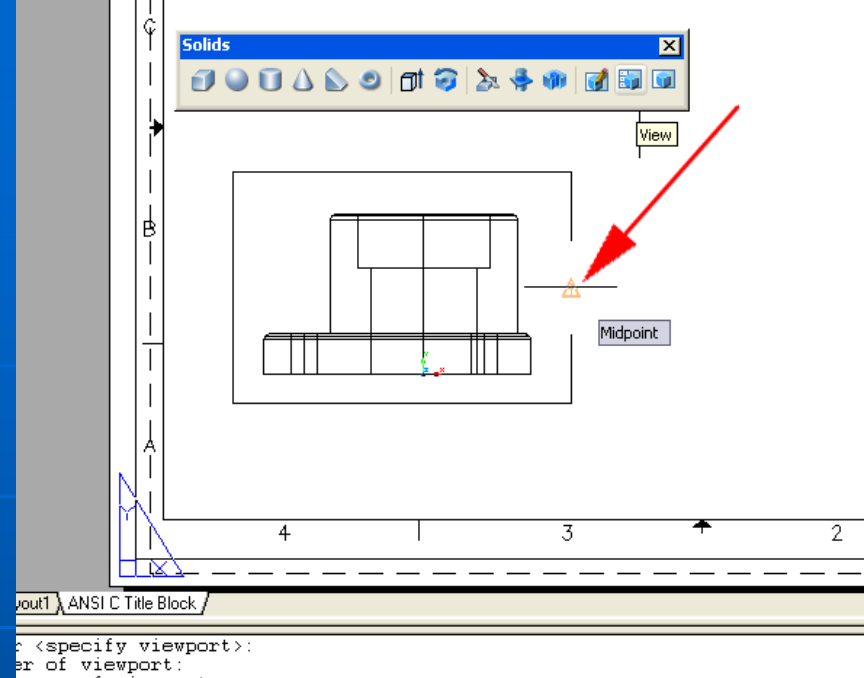 C
Solids
View
B
Midpoint
Y
X
A
4
3
2
Y
X
yout1
ANSI C Title Block
r <specify viewport>:
er of viewport: